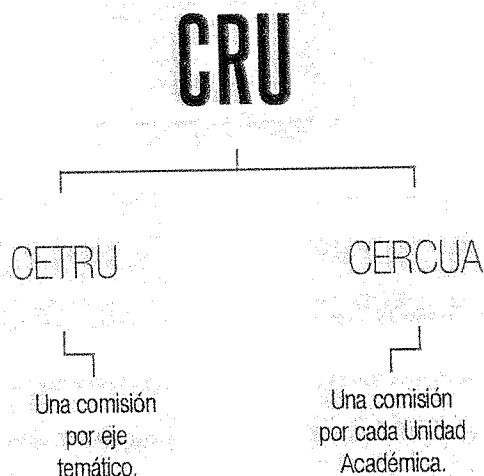 CRU
CETRU
CERCUA
Una comisión
por eje
temático.
Una comisión
por cada Unidad
Académica.